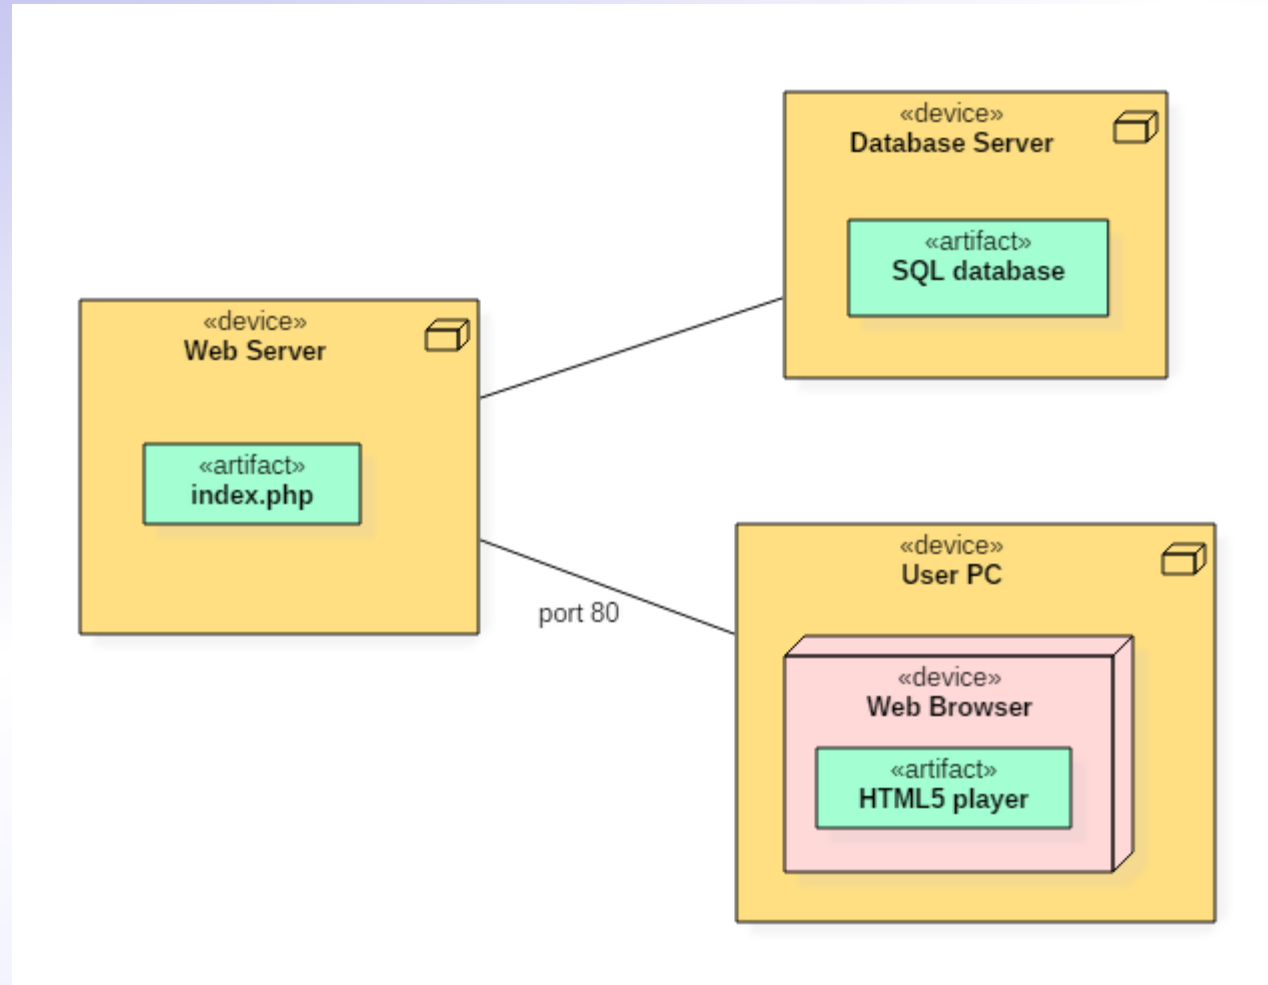 «device»
Database Server
«artifact»
SQL database
«device»
Web Server
«artifact»
index.php
port 80
«device»
User PC
«device»
Web Browser
«artifact»
HTML5 player